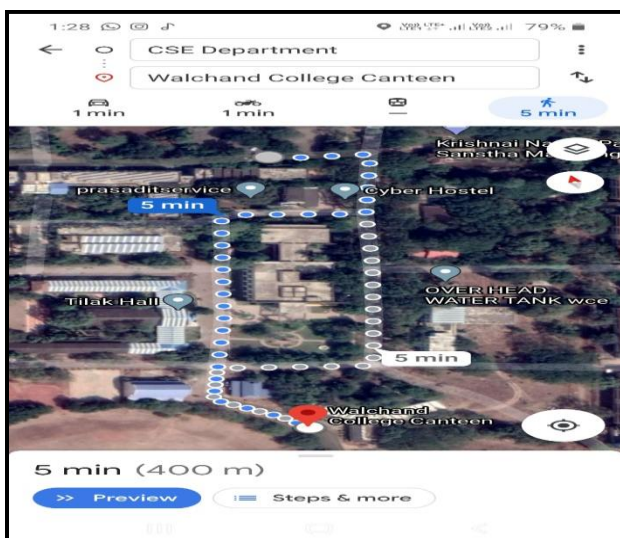 1:28 79%
CSE Department
Walchand College Canteen
1 min 1 min — 5 min
Krishnai
Sanstha
prasaditservice Cyber Hostel
5 min
OVER HEAD
WATER TANK wce
Tilak Hall
5 min
Walchand
College Canteen
5 min (400 m)
Preview Steps & more